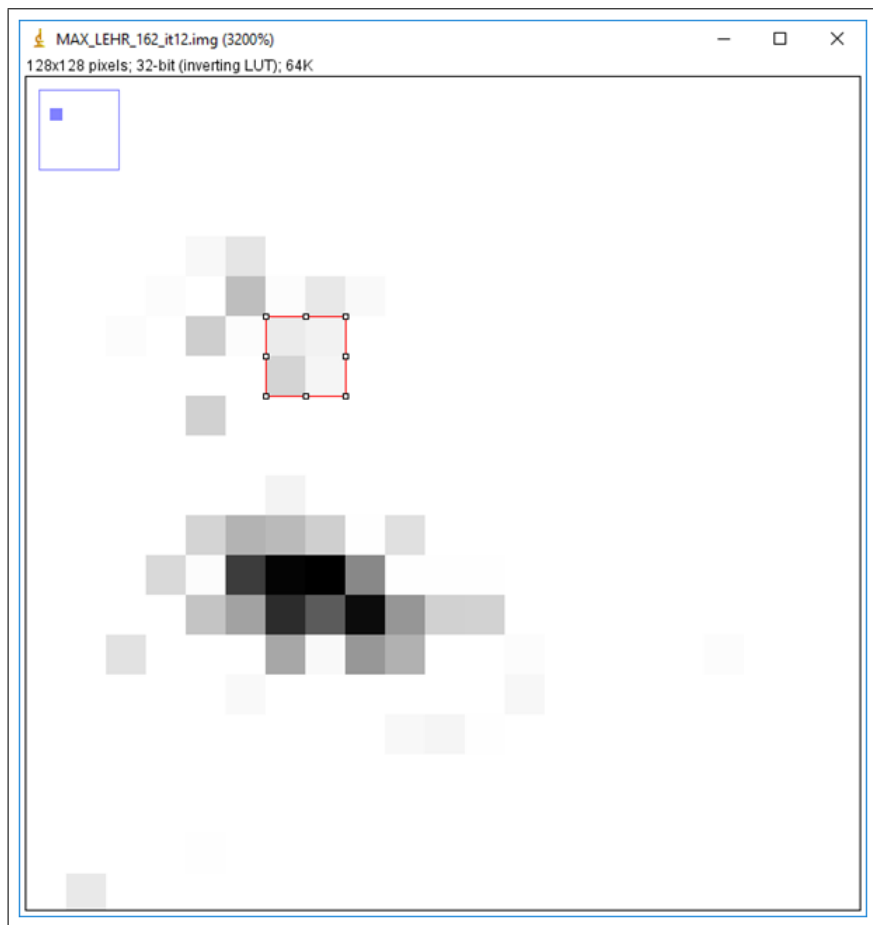 MAX_LEHR_162_it12.img (3200%)
128x128 pixels; 32-bit (inverting LUT); 64K